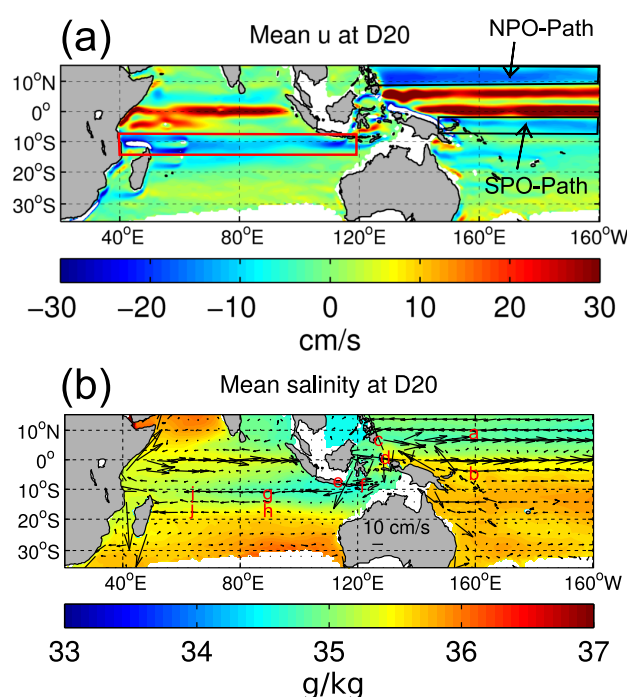 (a)
Mean u at D20
NPO-Path
10°N
0°
10°S
20°S
30°S
SPO-Path
40°E 80°E 120°E 160°E 160°W
−30 −20 −10 0 10 20 30
cm/s
(b)
Mean salinity at D20
10°N
0°
10°S
20°S
30°S
a
c
d
b
e
f
i
g
j
h
10 cm/s
40°E 80°E 120°E 160°E 160°W
33 34 35 36 37
g/kg